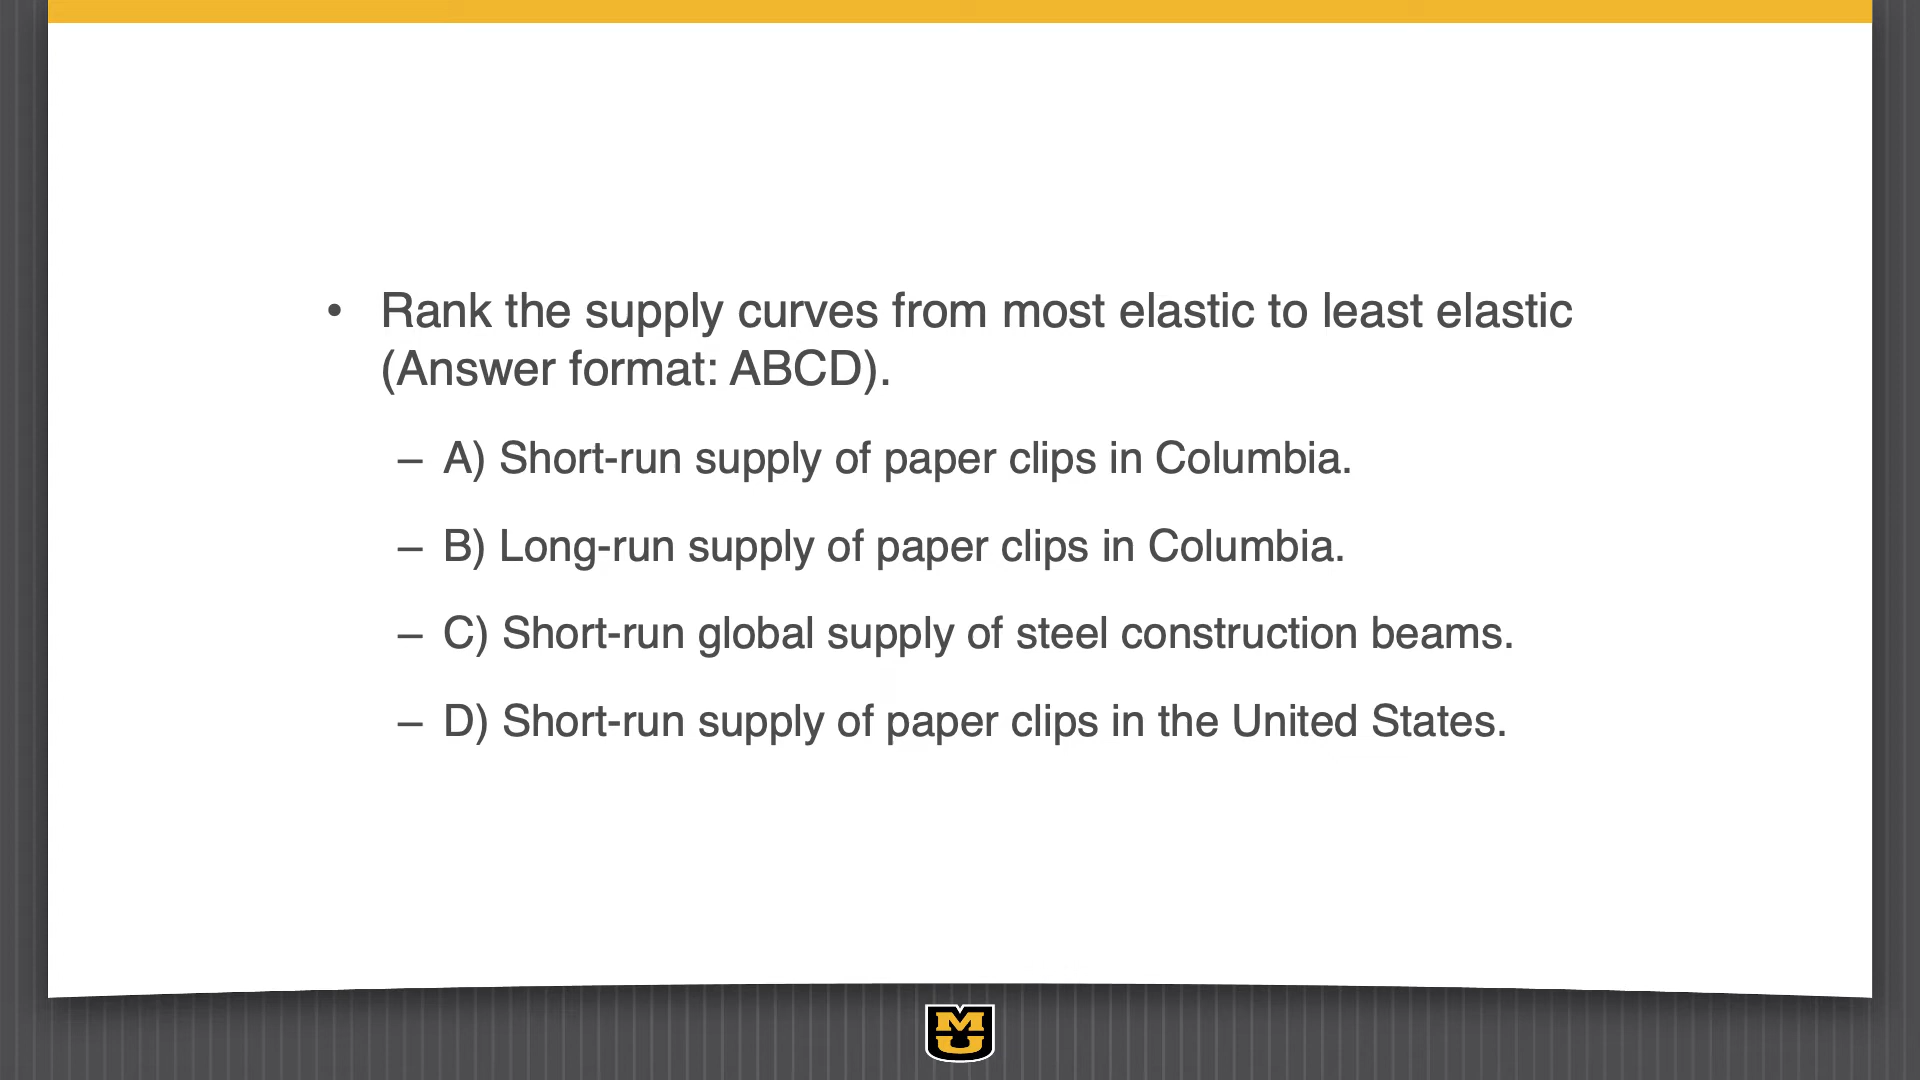 • Rank the supply curves from most elastic to least elastic
(Answer format: ABCD).
– A) Short-run supply of paper clips in Columbia.
– B) Long-run supply of paper clips in Columbia.
– C) Short-run global supply of steel construction beams.
– D) Short-run supply of paper clips in the United States.
MU